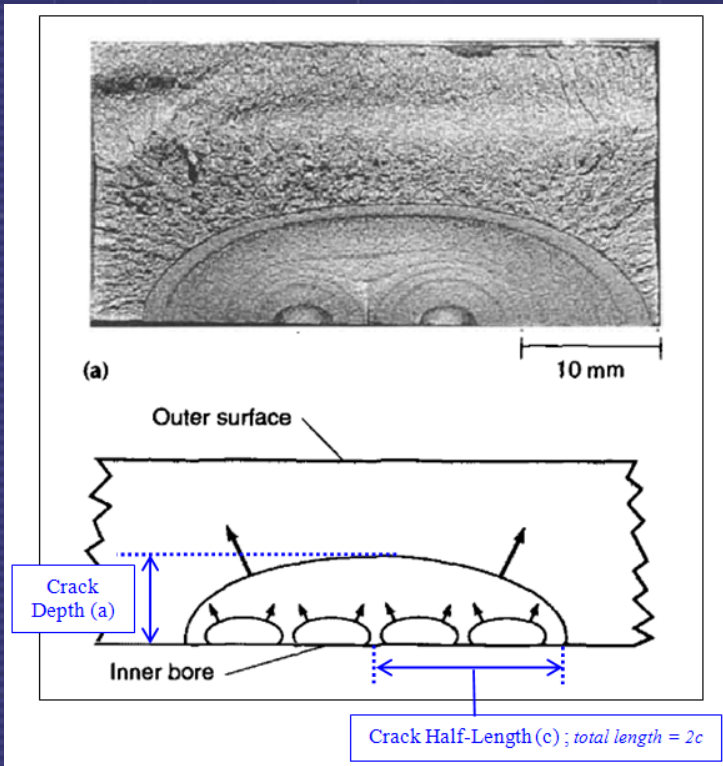 (a)
10 mm
Outer surface
Crack
Depth (a)
Inner bore
Crack Half-Length (c) ; total length = 2c